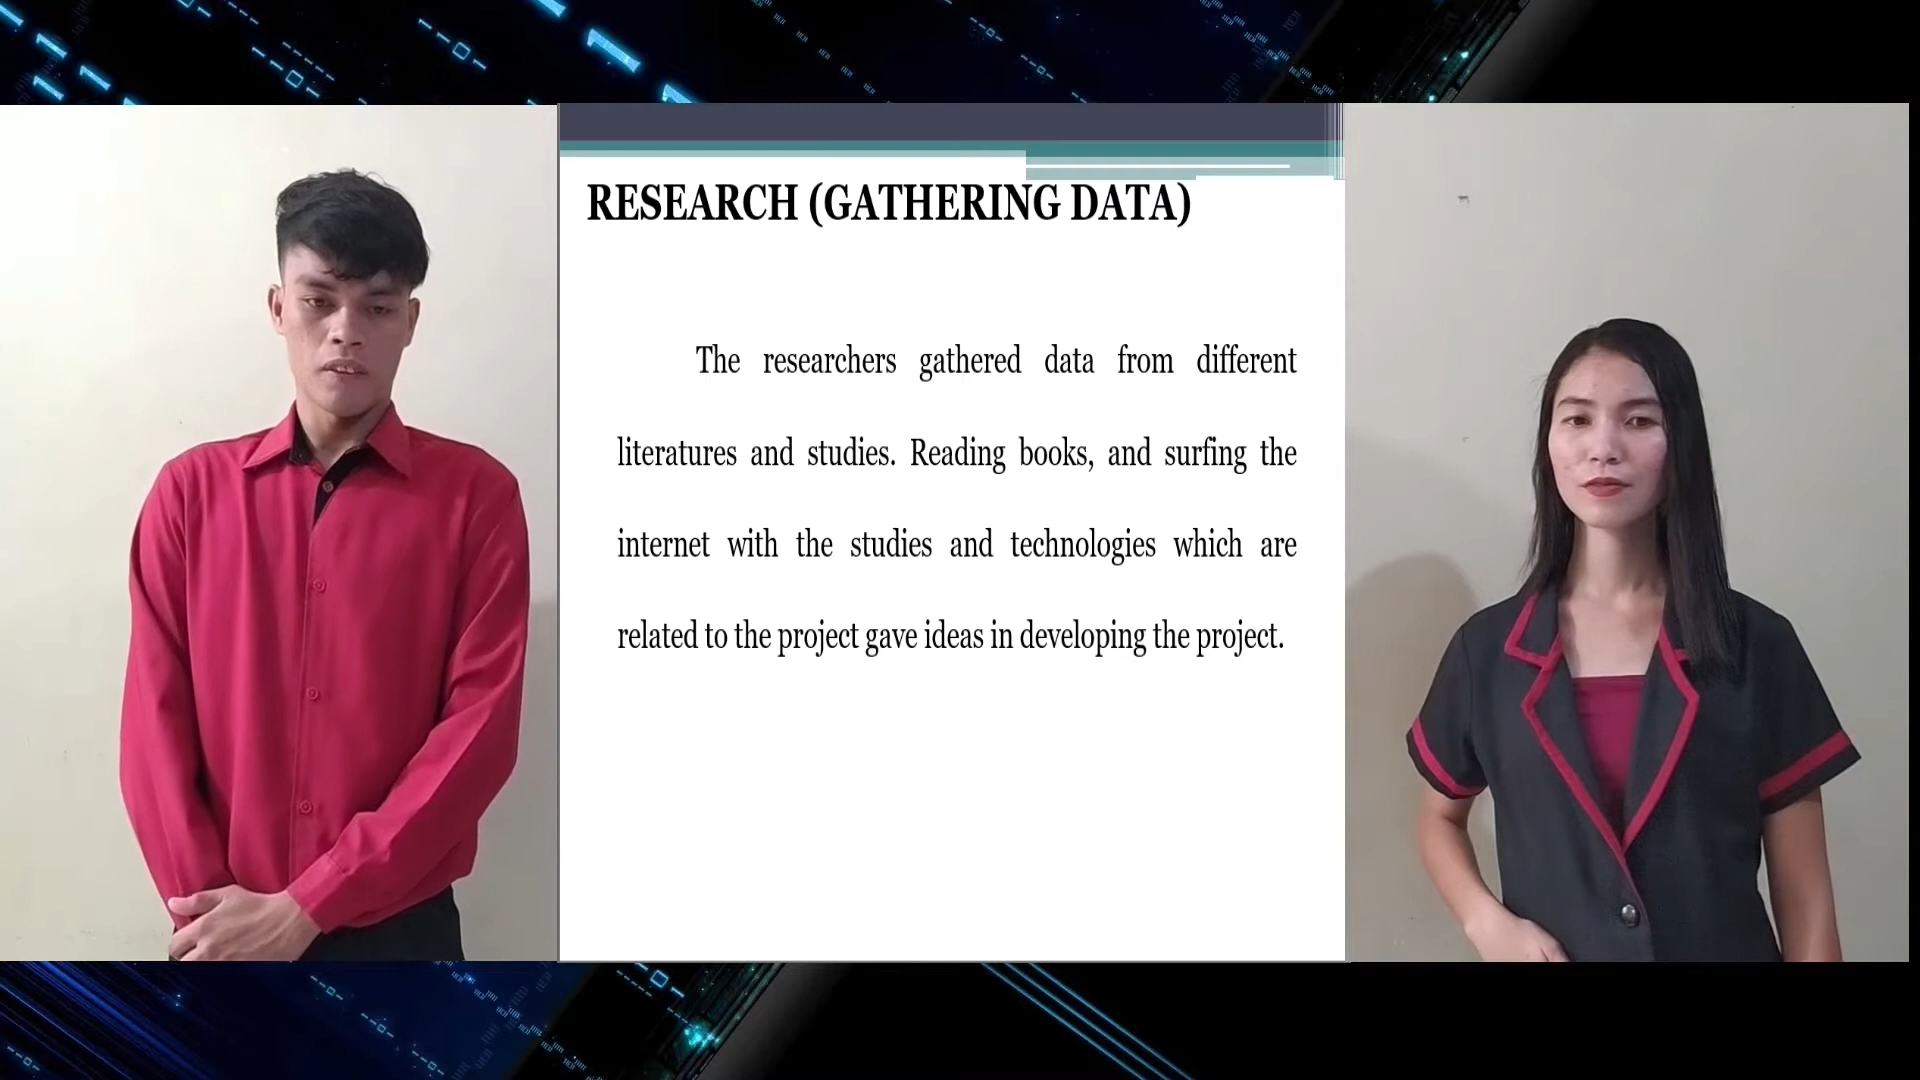 RESEARCH (GATHERING DATA)
The researchers gathered data from different
literatures and studies. Reading books, and surfing the
internet with the studies and technologies which are
related to the project gave ideas in developing the project.